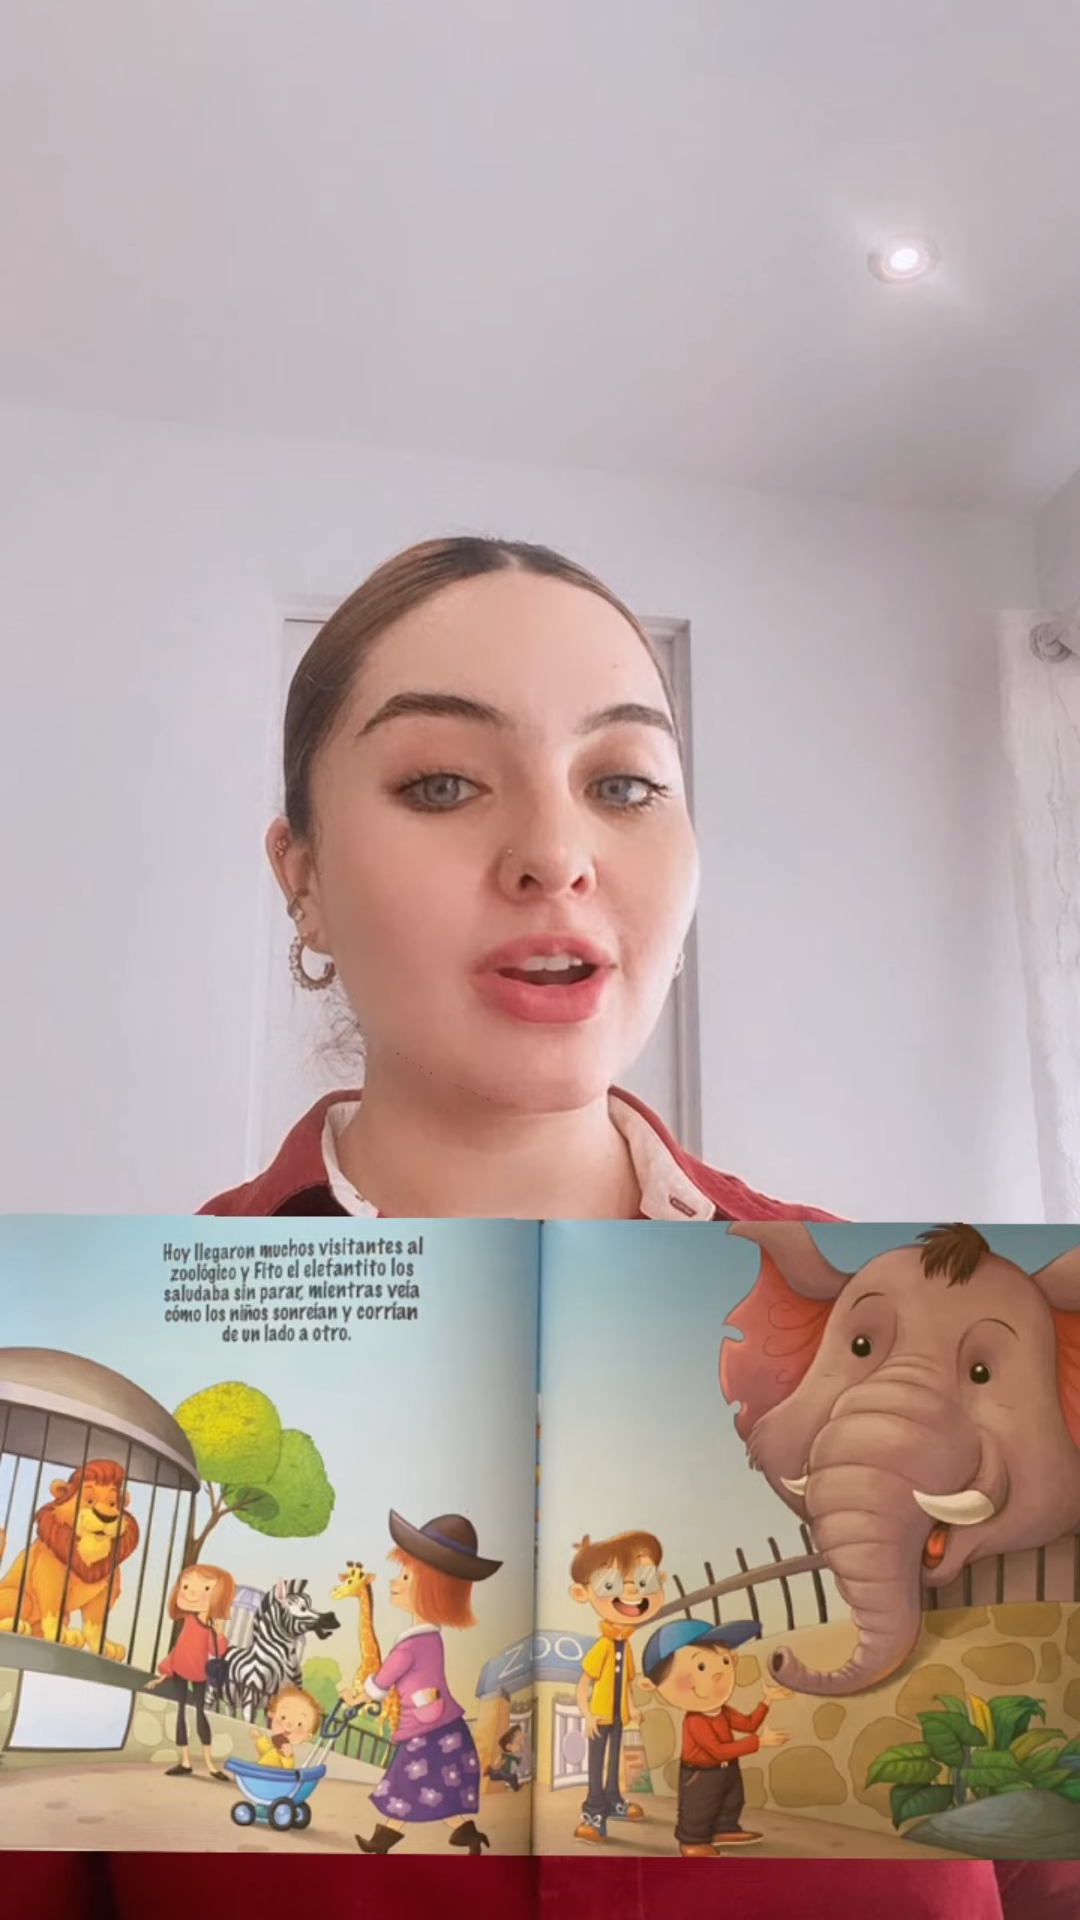 Hoy llegaron muchos visitantes al
zoológico y Fito el elefantito los
saludaba sin parar, mientras veía
cómo los niños sonreían y corrían
de un lado a otro.
ZOO